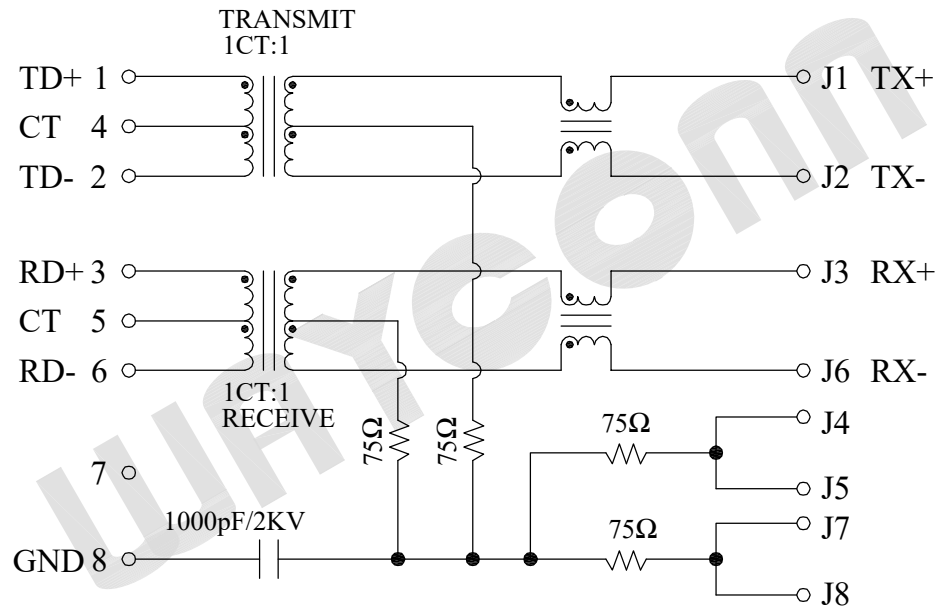 TRANSMIT
1CT:1
TD+ 1
J1 TX+
CT 4
TD- 2
J2 TX-
RD+ 3
J3 RX+
CT 5
RD- 6
J6 RX-
1CT:1
RECEIVE
75Ω
75Ω
75Ω
J4
7
J5
1000pF/2KV
75Ω
J7
GND 8
J8
WAYCONN